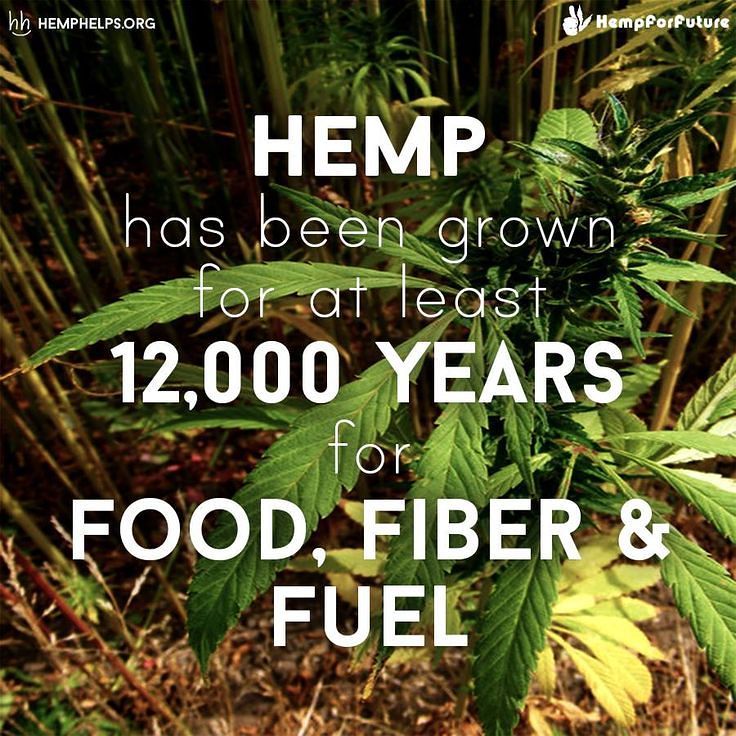 hh HEMPHELPS.ORG
HempForFuture
HEMP
has been grown
for at least
12,000 YEARS
for
FOOD, FIBER &
FUEL